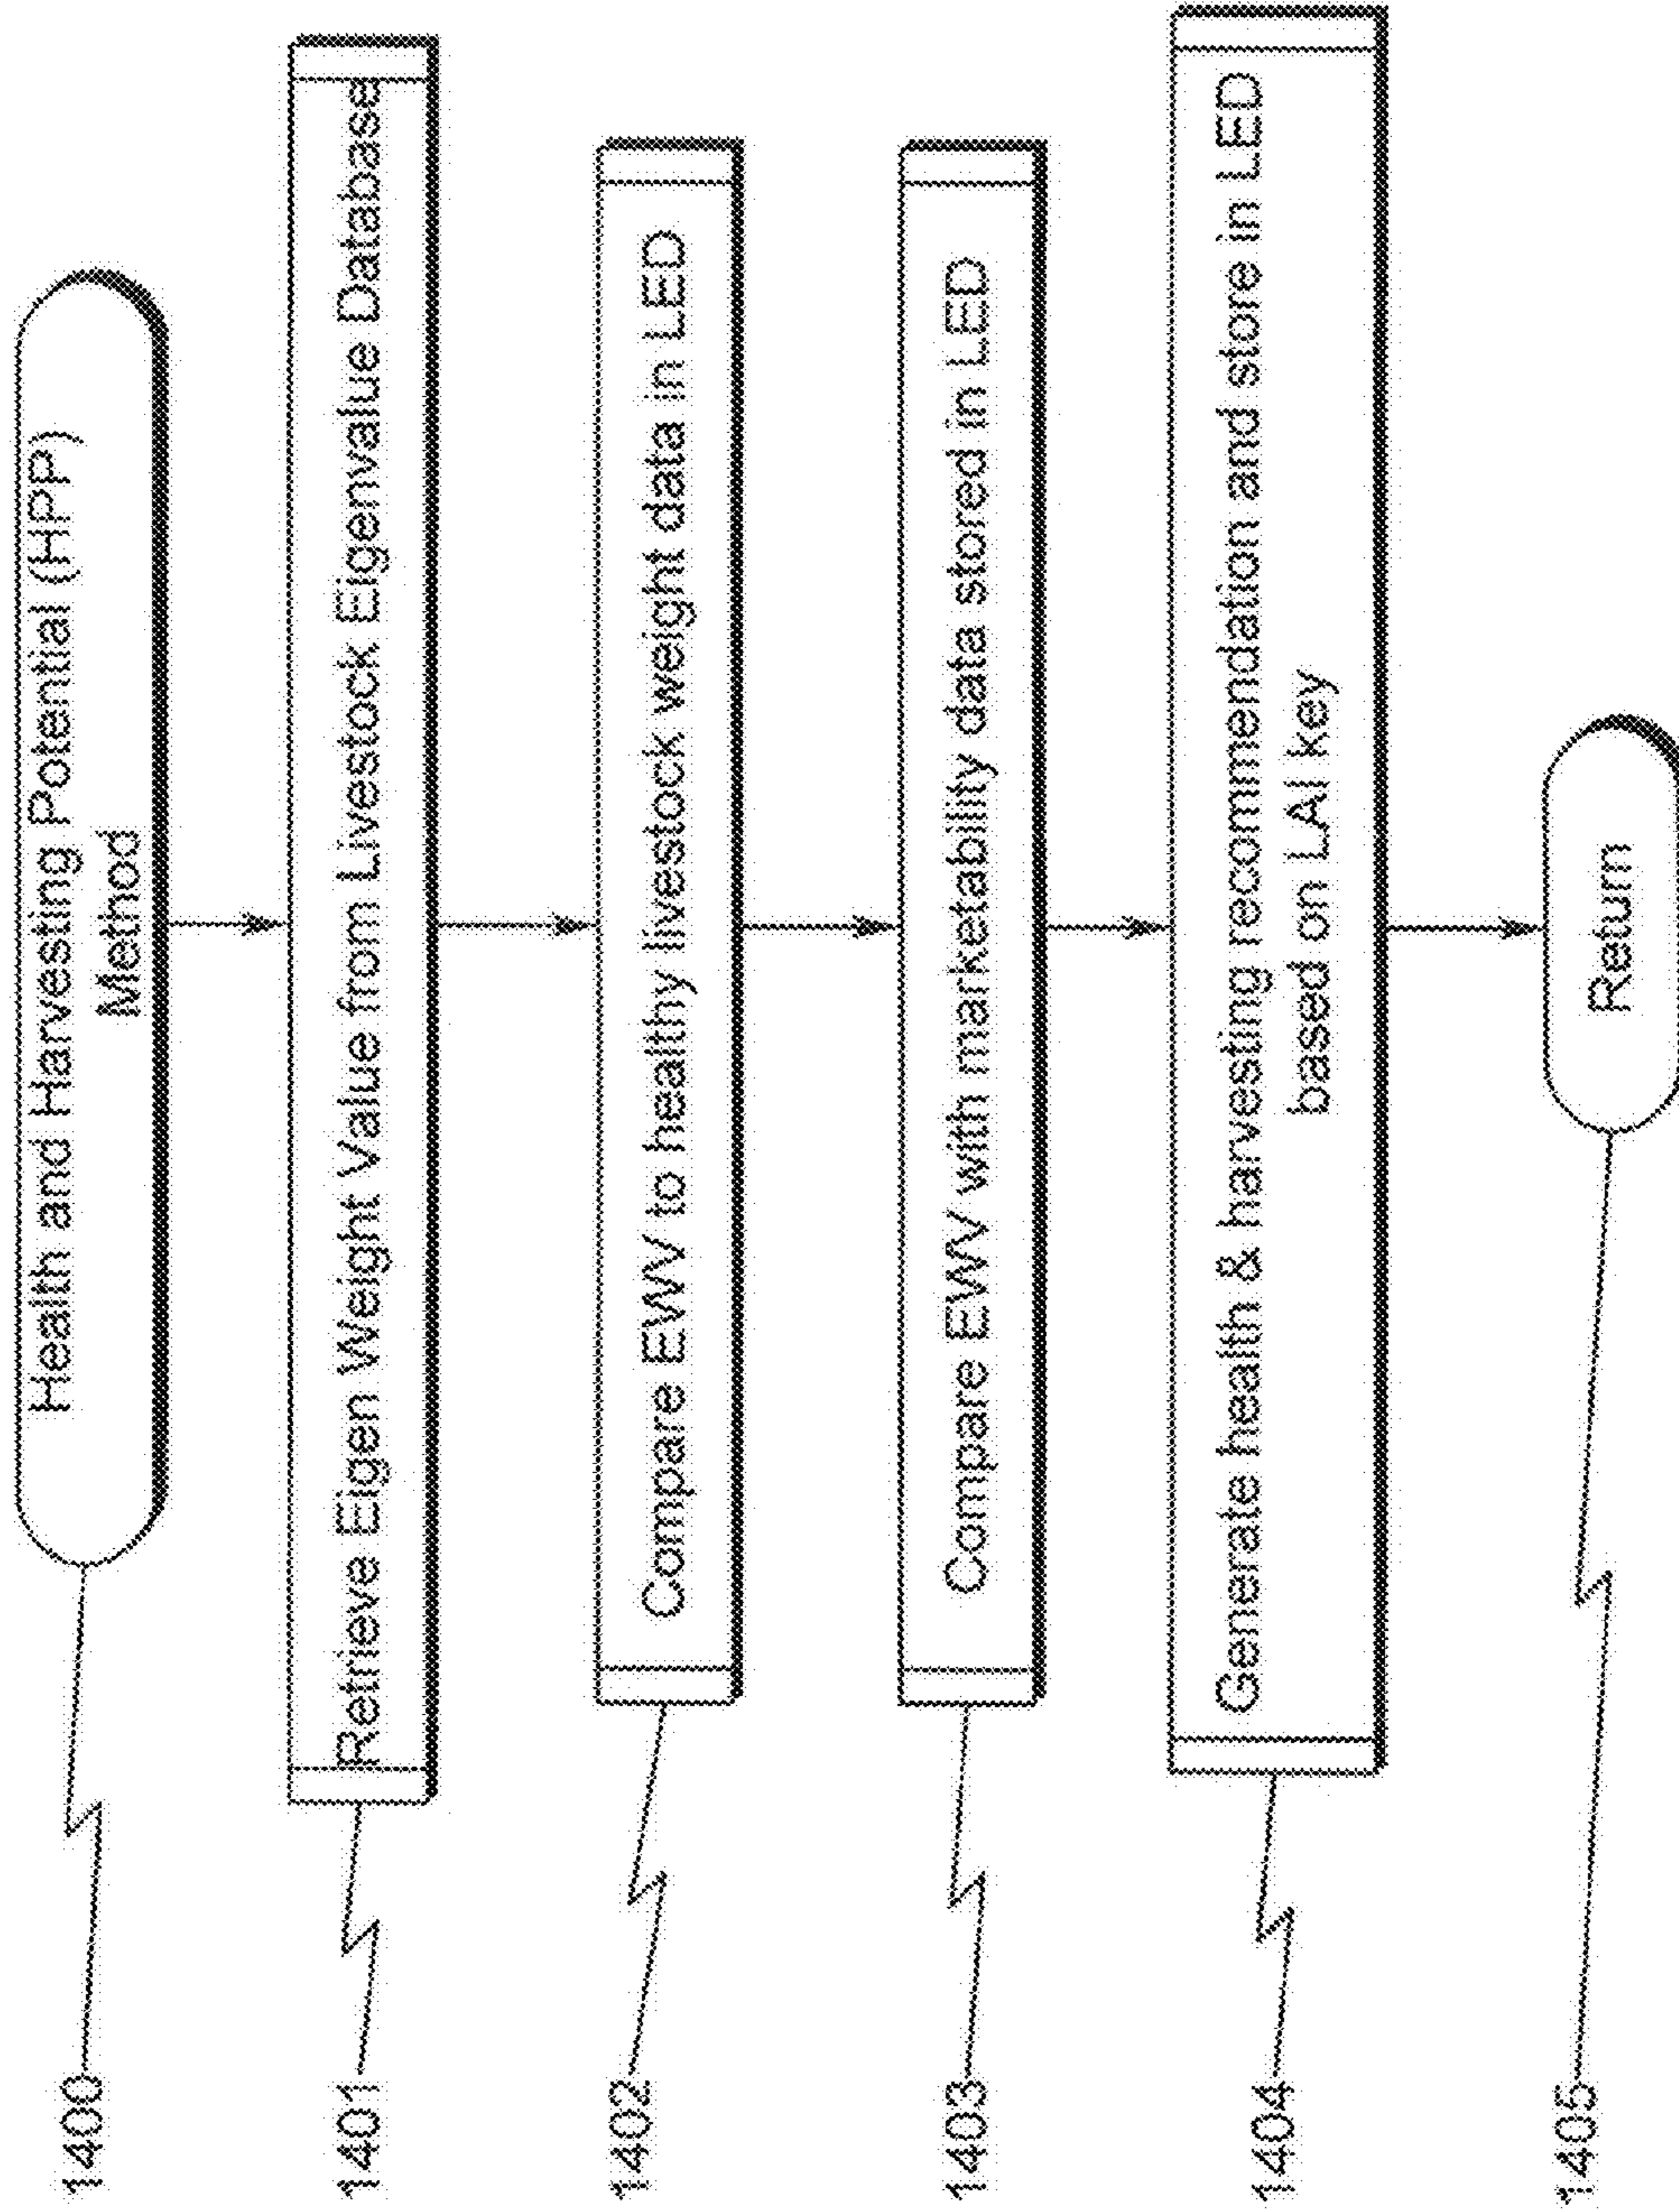 Health and Harvesting Potential (HPP)
Method
1400
Retrieve Eigen Weight Value from Livestock Eigenvalue Database
1401
Compare EWV to healthy livestock weight data in LED
1402
Compare EWV with marketability data stored in LED
1403
Generate health & harvesting recommendation and store in LED
based on LAI key
1404
Return
1405